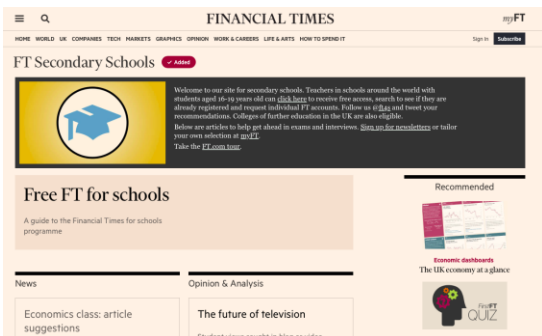 FINANCIAL TIMES
myFT
HOME WORLD UK COMPANIES TECH MARKETS GRAPHICS OPINION WORK & CAREERS LIFE & ARTS HOW TO SPEND IT
Sign In Subscribe
FT Secondary Schools
Added
Welcome to our site for secondary schools. Teachers in schools around the world with
students aged 16-19 years old can click here to receive free access, search to see if they are
already registered and request individual FT accounts. Follow us @ft4s and tweet your
recommendations. Colleges of further education in the UK are also eligible.
Below are articles to help get ahead in exams and interviews. Sign up for newsletters or tailor
your own selection at myFT.
Take the FT.com tour.
Free FT for schools
A guide to the Financial Times for schools
programme
Recommended
Economic dashboards
The UK economy at a glance
FirstFT
QUIZ
News
Economics class: article
suggestions
Opinion & Analysis
The future of television